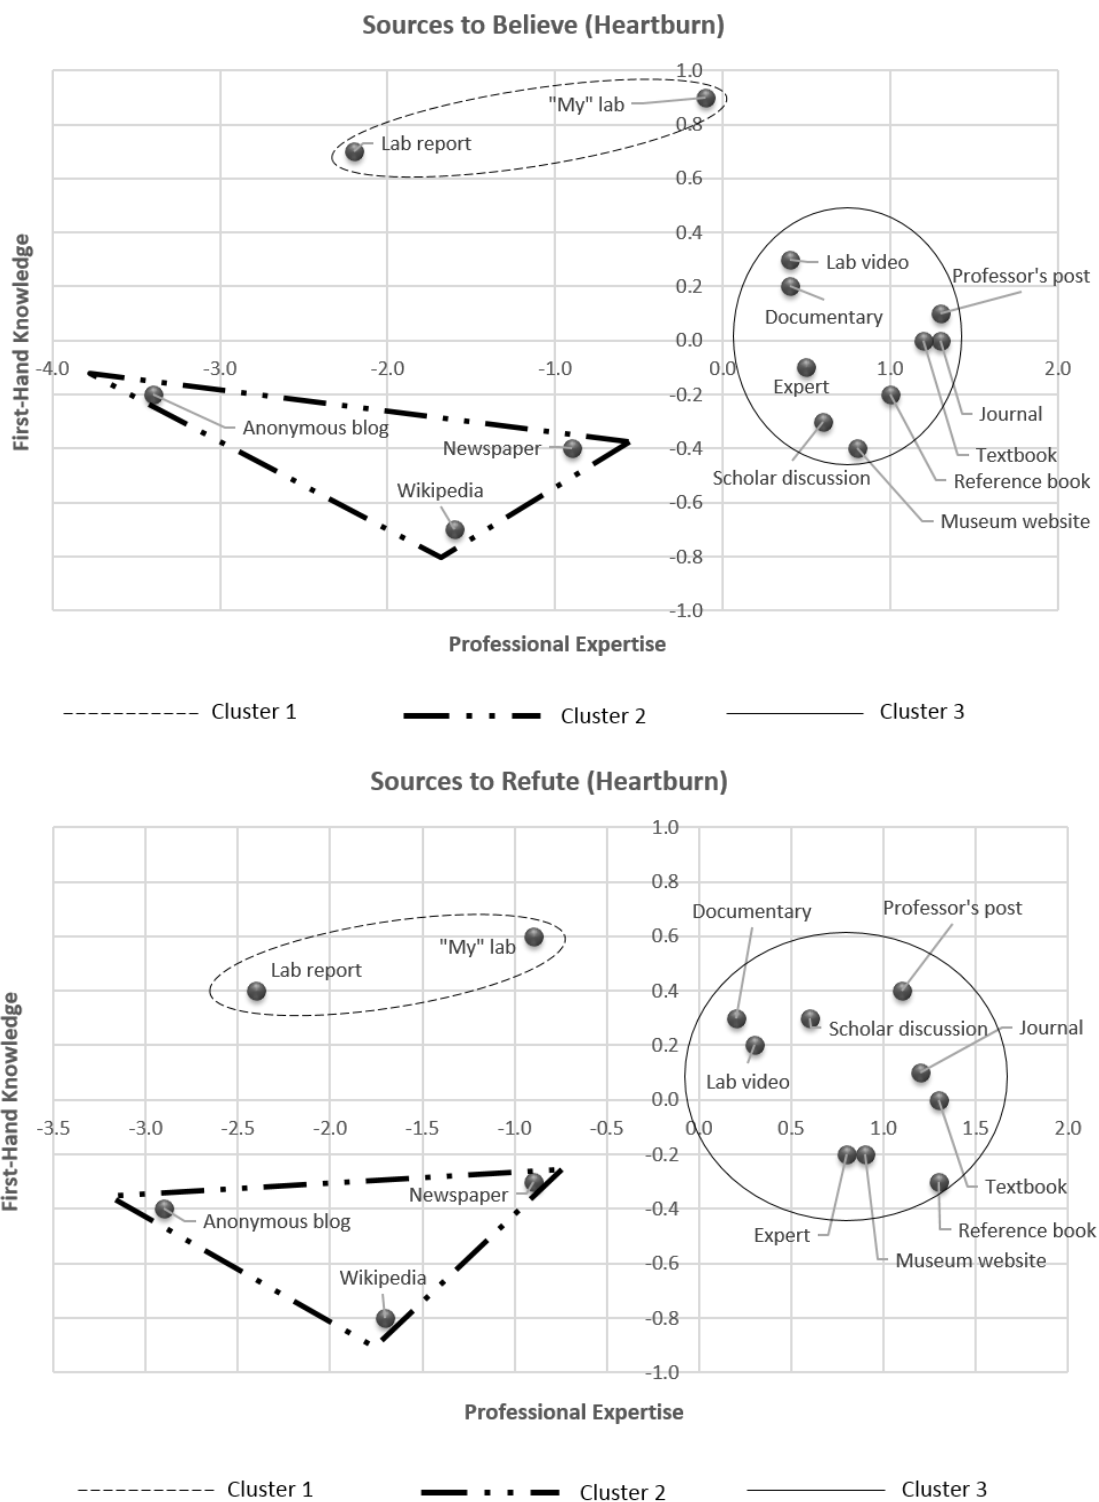 Sources to Believe (Heartburn)
1.0
"My" lab
0.8
Lab report
0.6
0.4
Lab video
Professor's post
0.2
Documentary
0.0
-4.0 -3.0 -2.0 -1.0 0.0 1.0 2.0
Expert
-0.2
Anonymous blog
Journal
-0.4
Newspaper
Textbook
Scholar discussion
Reference book
Wikipedia
-0.6
Museum website
-0.8
-1.0
First-Hand Knowledge
Professional Expertise
Cluster 1 Cluster 2 Cluster 3
Sources to Refute (Heartburn)
1.0
0.8
Documentary
Professor's post
0.6
"My" lab
Lab report
0.4
Scholar discussion
Journal
0.2
Lab video
0.0
-3.5 -3.0 -2.5 -2.0 -1.5 -1.0 -0.5 0.0 0.5 1.0 1.5 2.0
-0.2
Newspaper
Textbook
-0.4
Anonymous blog
Expert
Reference book
Museum website
-0.6
Wikipedia
-0.8
-1.0
First-Hand Knowledge
Professional Expertise
Cluster 1 Cluster 2 Cluster 3